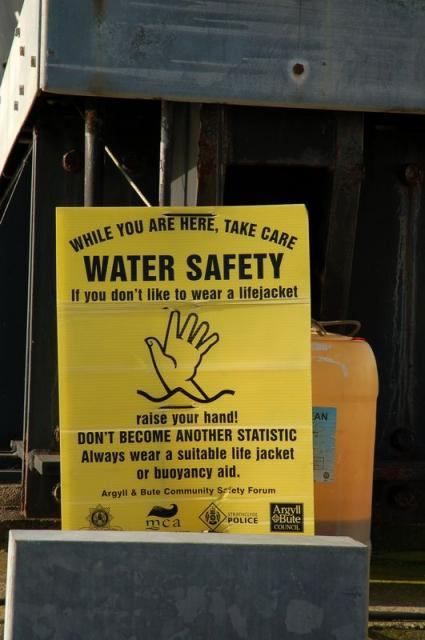 WHILE YOU ARE HERE, TAKE CARE
WATER SAFETY
If you don't like to wear a lifejacket
raise your hand!
DON'T BECOME ANOTHER STATISTIC
Always wear a suitable life jacket
or buoyancy aid.
Argyll & Bute Community Safety Forum
mca
STRATHCLYDE
POLICE
Argyll
&Bute
COUNCIL